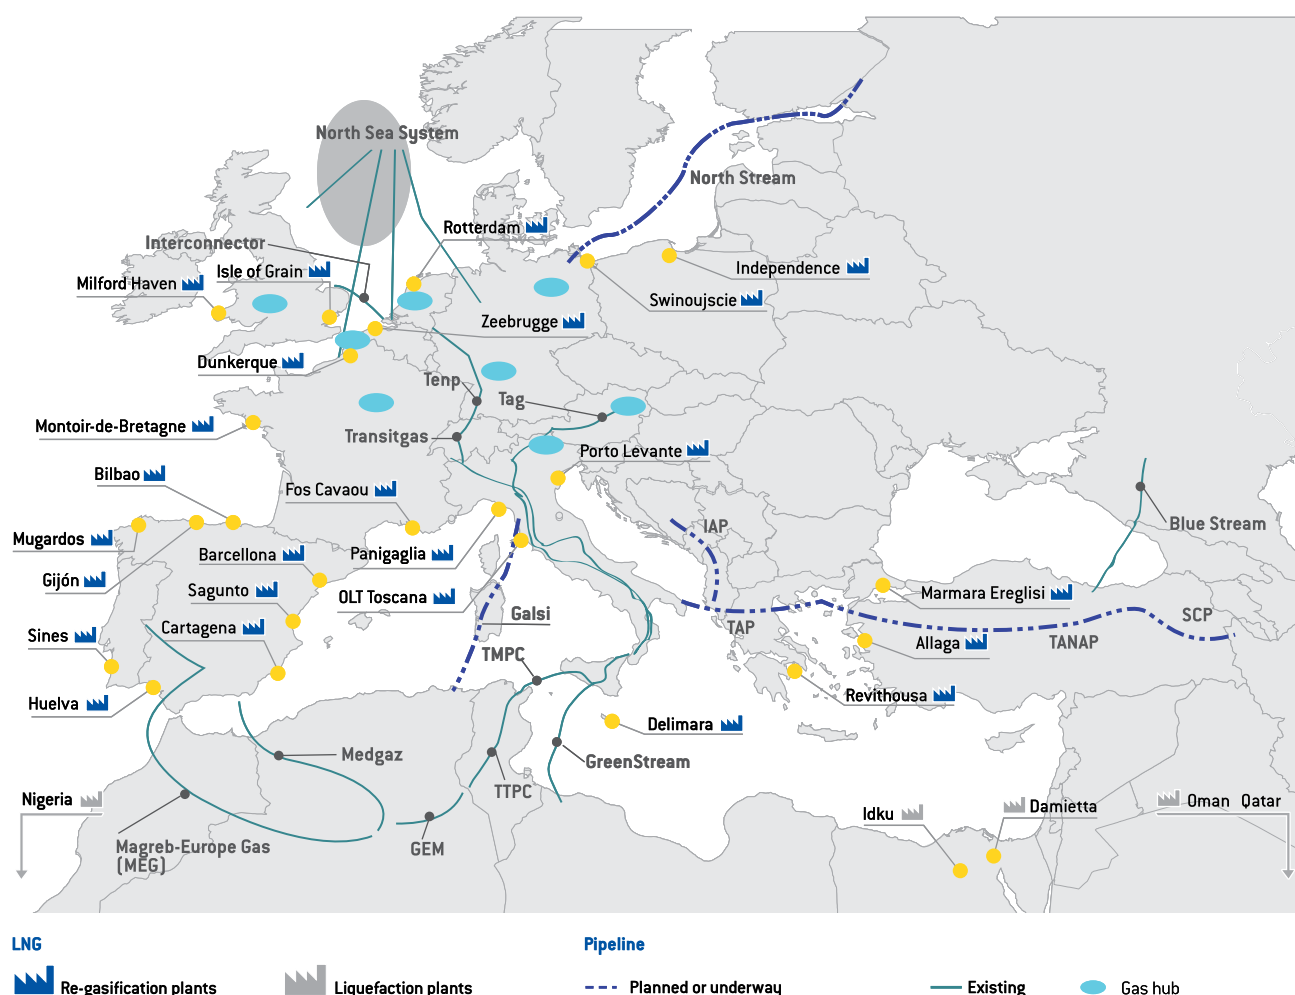 North Sea System
North Stream
Rotterdam
Interconnector
Isle of Grain
Milford Haven
Independence
Swinoujscie
Zeebrugge
Dunkerque
Tenp
Tag
Montoir-de-Bretagne
Transitgas
Porto Levante
Bilbao
Fos Cavaou
IAP
Blue Stream
Mugardos
Barcellona
Panigaglia
Gijón
Sagunto
OLT Toscana
Marmara Ereglisi
Galsi
SCP
Sines
Cartagena
TAP
TANAP
Allaga
TMPC
Huelva
Revithousa
Delimara
Medgaz
GreenStream
TTPC
Nigeria
Idku
Damietta
Oman Qatar
Magreb-Europe Gas
(MEG)
GEM
LNG
Pipeline
Re-gasification plants
Liquefaction plants
Planned or underway
Existing
Gas hub